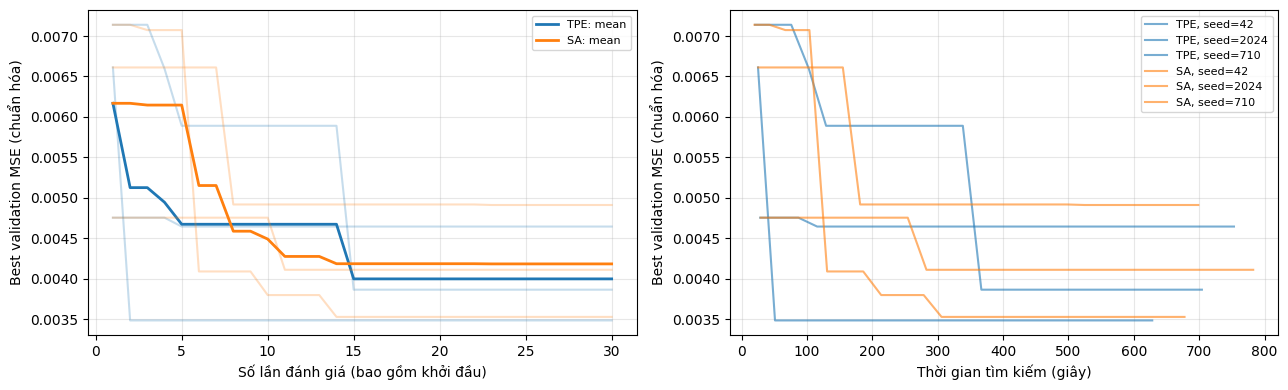 0.0070
0.0065
0.0060
0.0055
0.0050
0.0045
0.0040
0.0035
Best validation MSE (chuẩn hóa)
TPE: mean
SA: mean
0
5
10
15
20
25
30
Số lần đánh giá (bao gồm khởi đầu)
0.0070
0.0065
0.0060
0.0055
0.0050
0.0045
0.0040
0.0035
Best validation MSE (chuẩn hóa)
TPE, seed=42
TPE, seed=2024
TPE, seed=710
SA, seed=42
SA, seed=2024
SA, seed=710
0
100
200
300
400
500
600
700
800
Thời gian tìm kiếm (giây)